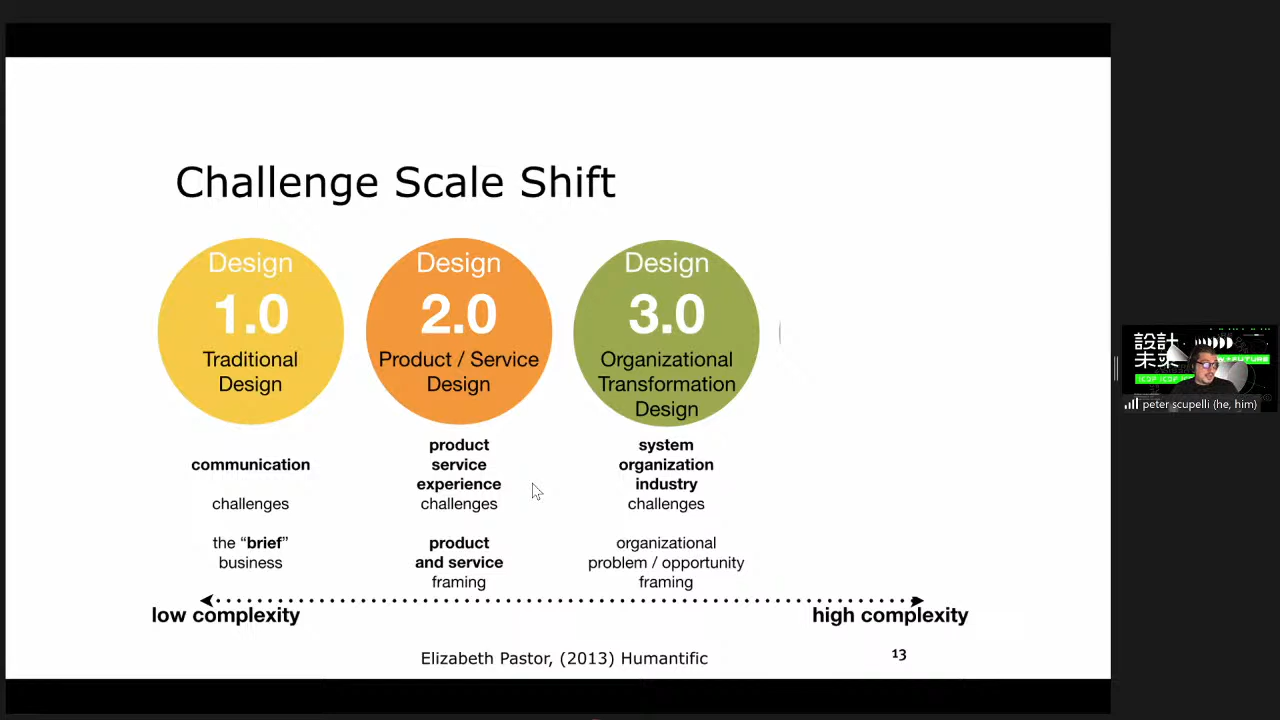 Challenge Scale Shift
Design
1.0
Traditional
Design
Design
2.0
Product / Service
Design
Design
3.0
Organizational
Transformation
Design
communication
challenges
the “brief”
business
product
service
experience
challenges
product
and service
framing
system
organization
industry
challenges
organizational
problem / opportunity
framing
low complexity
high complexity
Elizabeth Pastor, (2013) Humantific
13
設計
未來
peter scupelli (he, him)